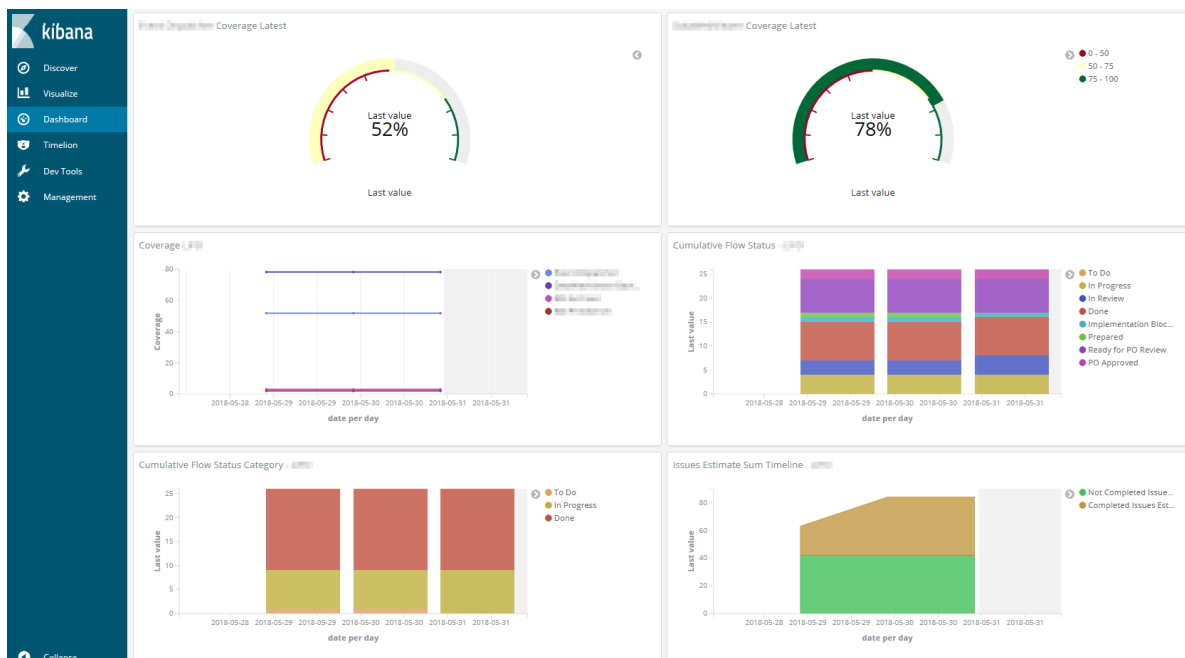 kibana
Discover
Visualize
Dashboard
Timelion
Dev Tools
Management
Collapse
Coverage Latest
Last value
52%
Last value
Coverage Latest
Last value
78%
Last value
0 - 50
50 - 75
75 - 100
Coverage
80
60
40
20
0
Coverage
2018-05-28 2018-05-29 2018-05-29 2018-05-30 2018-05-30 2018-05-31 2018-05-31
date per day
Cumulative Flow Status -
25
20
15
10
5
0
Last value
2018-05-28 2018-05-29 2018-05-29 2018-05-30 2018-05-30 2018-05-31 2018-05-31
date per day
To Do
In Progress
In Review
Done
Implementation Bloc...
Prepared
Ready for PO Review
PO Approved
Cumulative Flow Status Category -
25
20
15
10
5
0
Last value
2018-05-28 2018-05-29 2018-05-29 2018-05-30 2018-05-30 2018-05-31 2018-05-31
date per day
To Do
In Progress
Done
Issues Estimate Sum Timeline -
80
60
40
20
0
Last value
2018-05-28 2018-05-29 2018-05-29 2018-05-30 2018-05-30 2018-05-31 2018-05-31
date per day
Not Completed Issue...
Completed Issues Est...